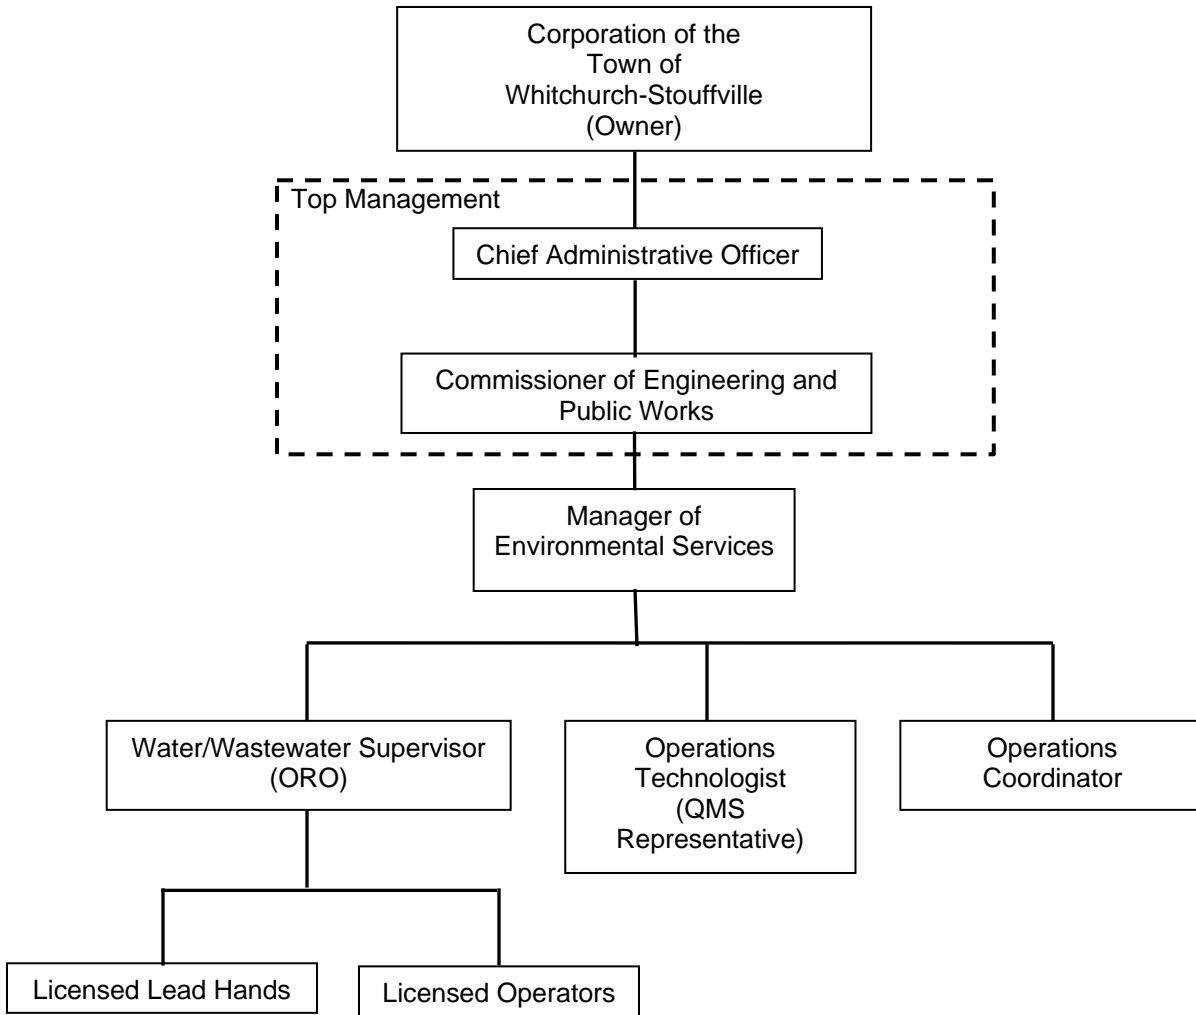 Corporation of the
Town of
Whitchurch-Stouffville
(Owner)
Top Management
Chief Administrative Officer
Commissioner of Engineering and
Public Works
Manager of
Environmental Services
Water/Wastewater Supervisor
(ORO)
Operations
Technologist
(QMS
Representative)
Operations
Coordinator
Licensed Lead Hands
Licensed Operators